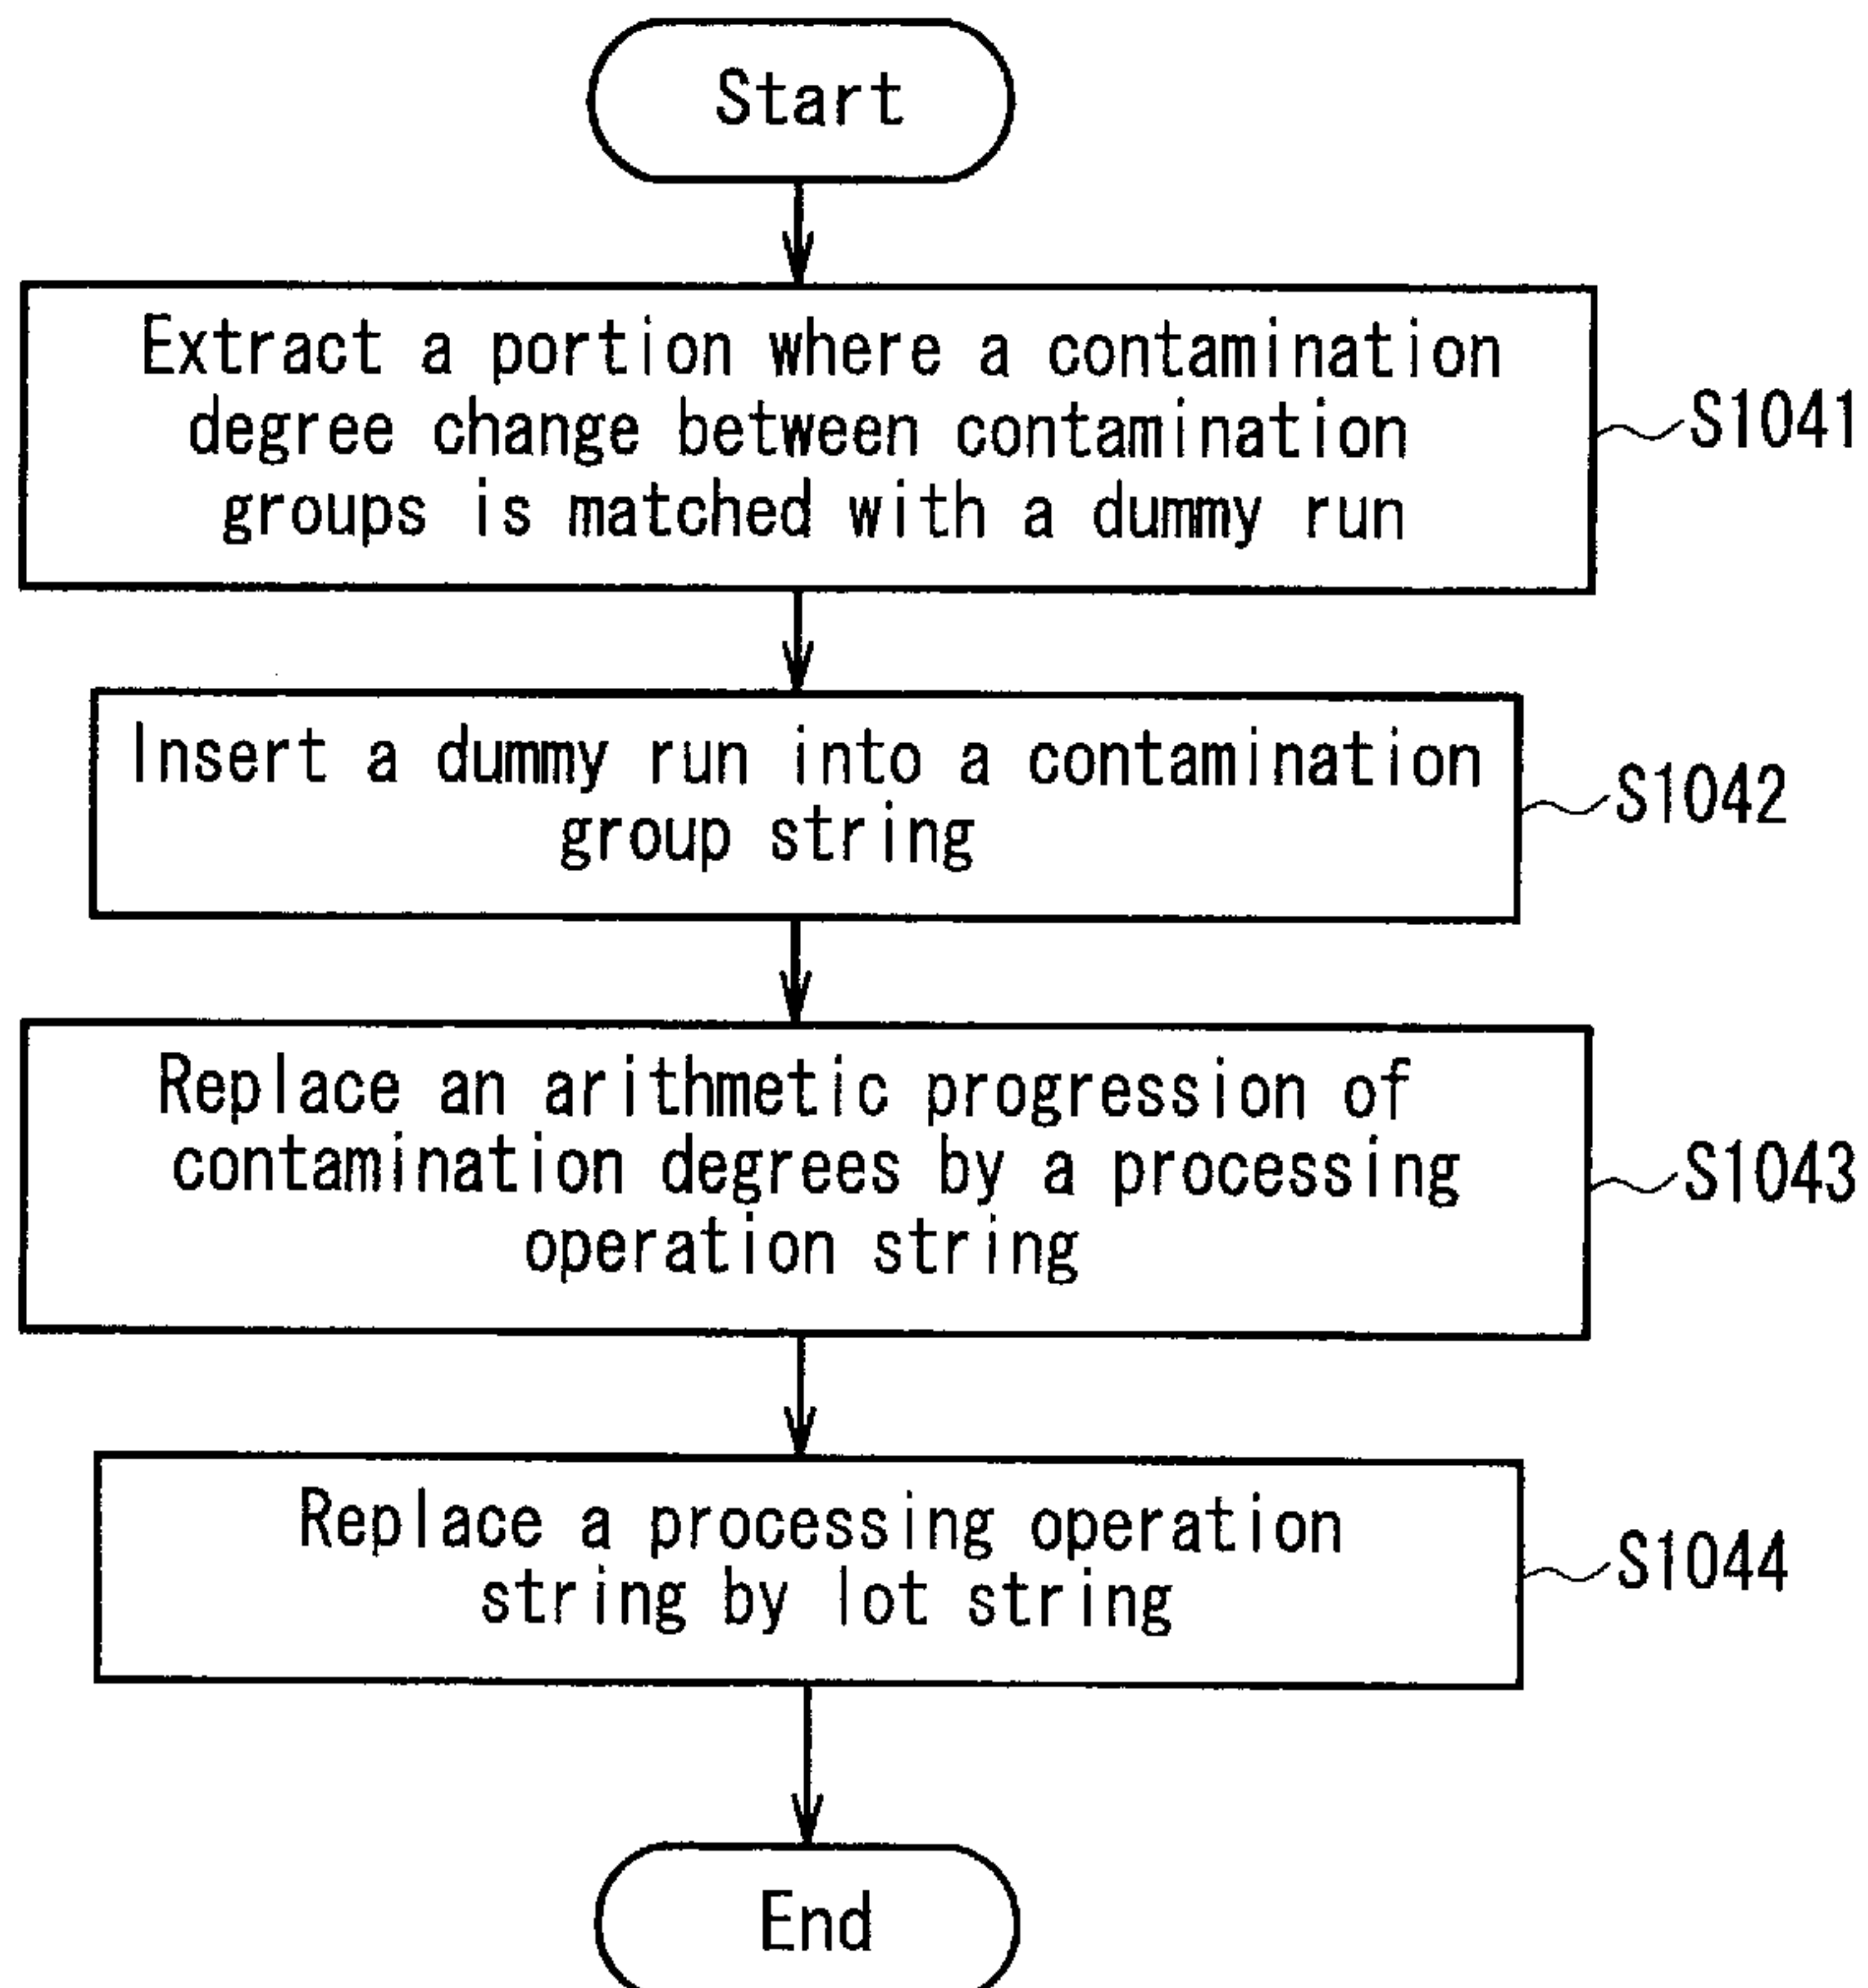 Start
Extract a portion where a contamination
degree change between contamination
groups is matched with a dummy run
S1041
Insert a dummy run into a contamination
group string
S1042
Replace an arithmetic progression of
contamination degrees by a processing
operation string
S1043
Replace a processing operation
string by lot string
S1044
End